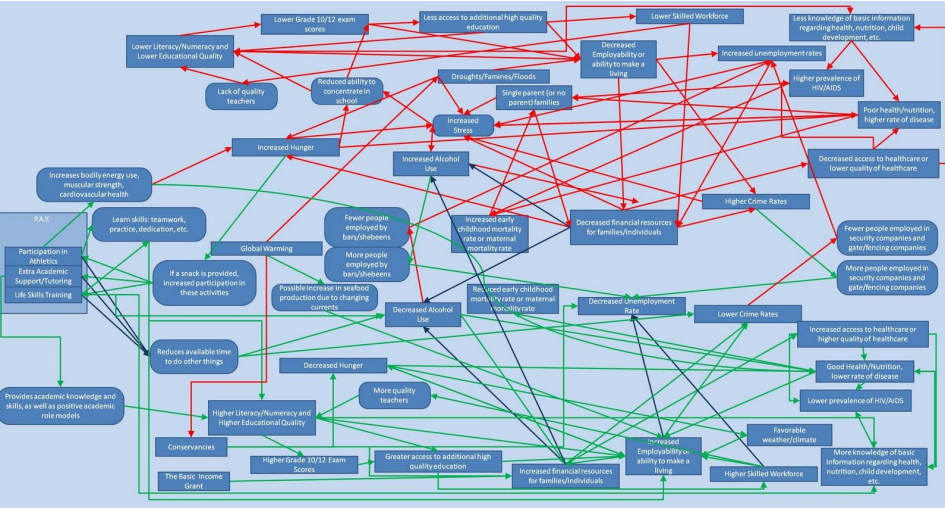 Lower Grade 10/12 exam
scores
Less access to additional high quality
education
Lower Skilled Workforce
Less knowledge of basic information
regarding health, nutrition, child
development, etc.
Lower Literacy/Numeracy and
Lower Educational Quality
Decreased
Employability or
ability to make a
living
Increased unemployment rates
Lack of quality
teachers
Reduced ability to
concentrate in
school
Droughts/Famines/Floods
Single parent (or no
parent) families
Higher prevalence of
HIV/AIDS
Poor health/nutrition,
higher rate of disease
Increased
Stress
Increased Hunger
Increased Alcohol
Use
Decreased access to healthcare or
lower quality of healthcare
Increases bodily energy use,
muscular strength,
cardiovascular health
Higher Crime Rates
P.A.Y.
Learn skills: teamwork,
practice, dedication, etc.
Fewer people
employed by
bars/shebeens
Increased early
childhood mortality
rate or maternal
mortality rate
Decreased financial resources
for families/individuals
Fewer people employed in
security companies and
gate/fencing companies
Participation in
Athletics
Extra Academic
Support/Tutoring
Life Skills Training
Global Warming
More people
employed by
bars/shebeens
If a snack is provided,
increased participation in
these activities
More people employed in
security companies and
gate/fencing companies
Possible increase in seafood
production due to changing
currents
Reduced early childhood
mortality rate or maternal
mortality rate
Decreased Unemployment
Rate
Decreased Alcohol
Use
Lower Crime Rates
Increased access to healthcare or
higher quality of healthcare
Reduces available time
to do other things
Decreased Hunger
Good Health/Nutrition,
lower rate of disease
Provides academic knowledge and
skills, as well as positive academic
role models
More quality
teachers
Lower prevalence of HIV/AIDS
Higher Literacy/Numeracy and
Higher Educational Quality
Favorable
weather/climate
Conservancies
Increased
Employability or
ability to make a
living
Higher Grade 10/12 Exam
Scores
Greater access to additional high
quality education
More knowledge of basic
information regarding health,
nutrition, child development,
etc.
The Basic Income
Grant
Increased financial resources
for families/individuals
Higher Skilled Workforce